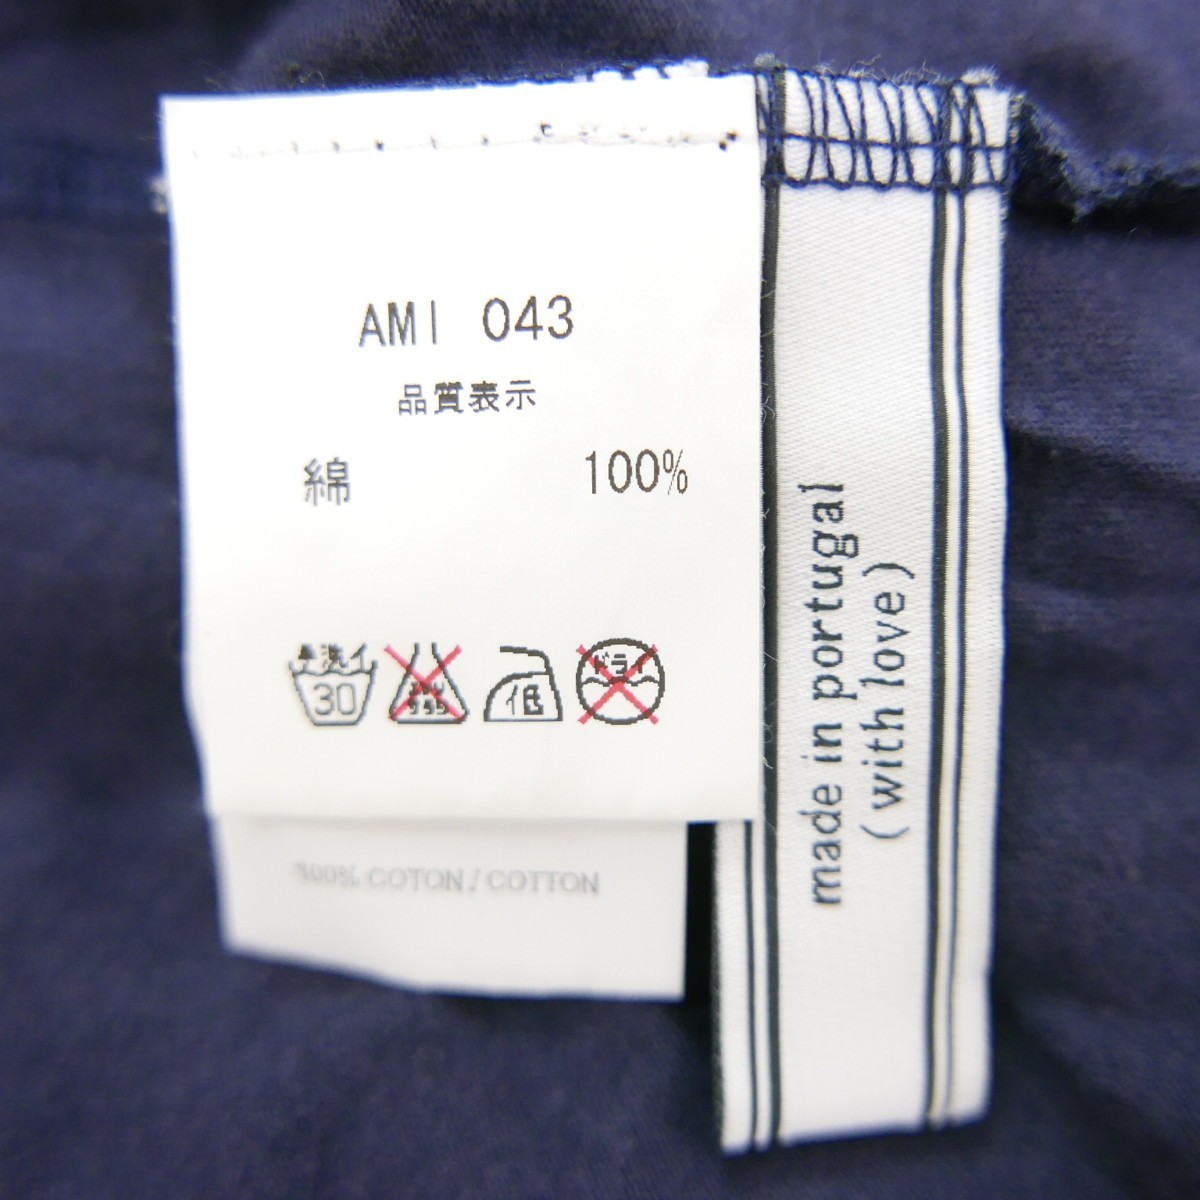 AMI 043
品質表示
綿 100%
手洗イ
30
低
ドライ
100% COTON / COTTON
made in portugal
(with love)